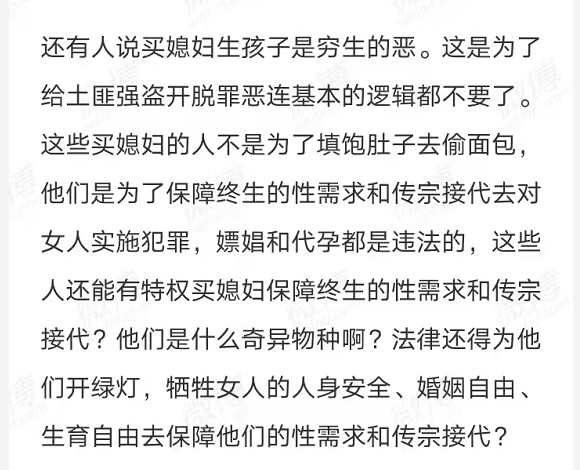 还有人说买媳妇生孩子是穷生的恶。这是为了
给土匪强盗开脱罪恶连基本的逻辑都不要了。
这些买媳妇的人不是为了填饱肚子去偷面包，
他们是为了保障终生的性需求和传宗接代去对
女人实施犯罪，嫖娼和代孕都是违法的，这些
人还能有特权买媳妇保障终生的性需求和传宗
接代？他们是什么奇异物种啊？法律还得为他
们开绿灯，牺牲女人的人身安全、婚姻自由、
生育自由去保障他们的性需求和传宗接代？